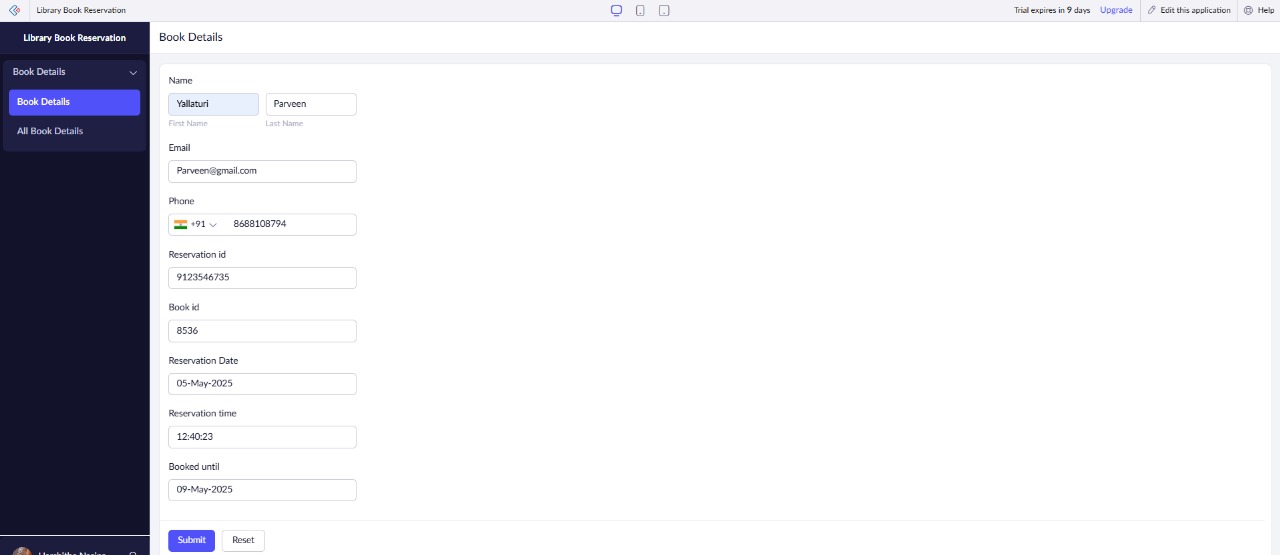 Library Book Reservation
Trial expires in 9 days Upgrade Edit this application Help
Library Book Reservation
Book Details
Book Details
All Book Details
Book Details
Name
Yallaturi Parveen
First Name Last Name
Email
Parveen@gmail.com
Phone
+91 8688108794
Reservation id
9123546735
Book id
8536
Reservation Date
05-May-2025
Reservation time
12:40:23
Booked until
09-May-2025
Submit Reset